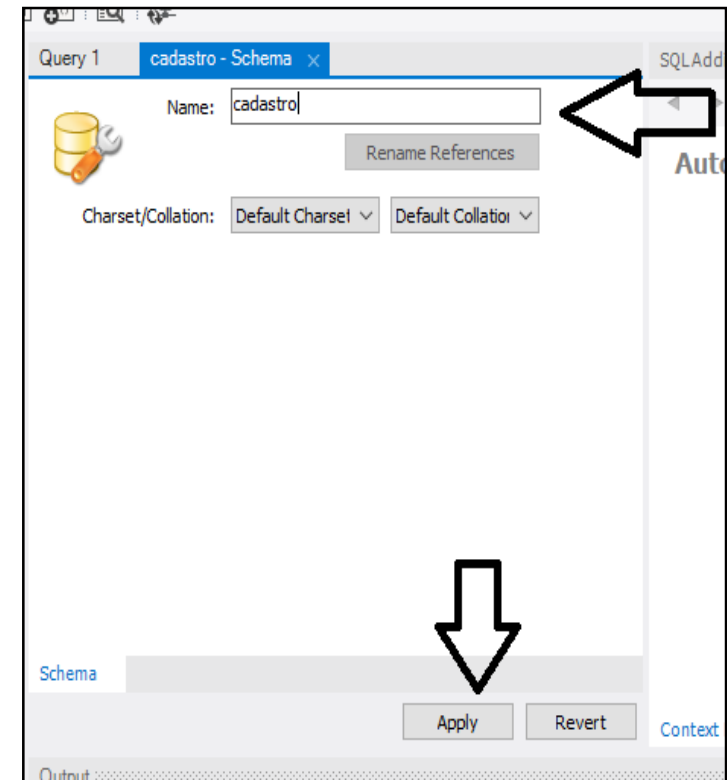 Query 1 cadastro - Schema × SQLAdd
Name: cadastro
Rename References
Auto
Charset/Collation: Default Charset Default Collation
Schema
Apply Revert Context
Output